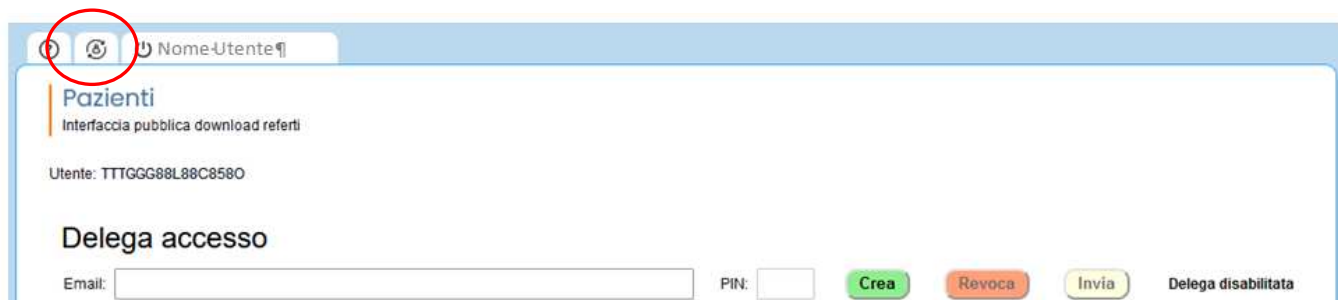 Nome-Utente¶
Pazienti
Interfaccia pubblica download referti
Utente: TTTGGG88L88C858O
Delega accesso
Email: PIN: Crea Revoca Invia Delega disabilitata